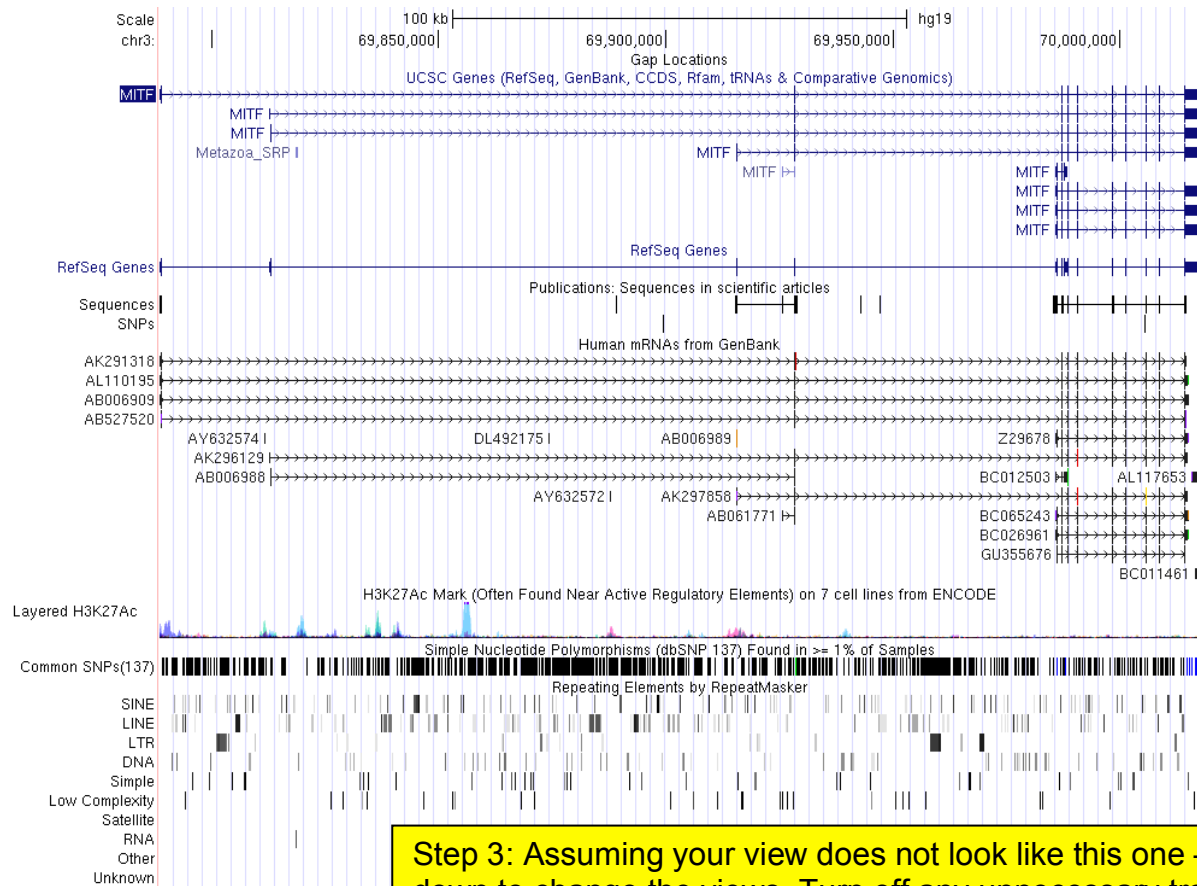 Scale 100 kb hg19
chr3: 69,850,000 69,900,000 69,950,000 70,000,000
Gap Locations
UCSC Genes (RefSeq, GenBank, CCDS, Rfam, tRNAs & Comparative Genomics)
MITF
MITF
MITF
Metazoa_SRP MITF
MITF MITF
MITF
MITF
MITF
RefSeq Genes
RefSeq Genes
Publications: Sequences in scientific articles
Sequences
SNPs
Human mRNAs from GenBank
AK291318
AL110195
AB006909
AB527520
AY632574 DL492175 AB006989 Z29678
AK296129
AB006988 BC012503 AL117653
AY632572 AK297858
AB061771 BC065243
BC026961
GU355676
BC011461
H3K27Ac Mark (Often Found Near Active Regulatory Elements) on 7 cell lines from ENCODE
Layered H3K27Ac
Simple Nucleotide Polymorphisms (dbSNP 137) Found in >= 1% of Samples
Common SNPs(137)
Repeating Elements by RepeatMasker
SINE
LINE
LTR
DNA
Simple
Low Complexity
Satellite
RNA
Other
Unknown
Step 3: Assuming your view does not look like this one
down to change the views. Turn off any unnecessary